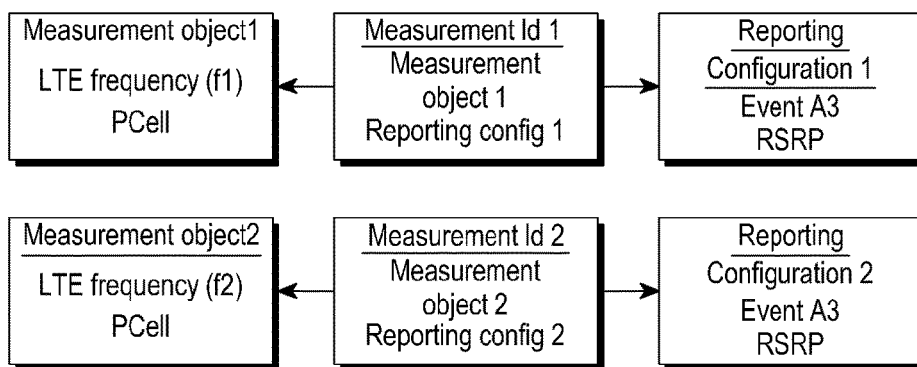 Measurement object1
LTE frequency (f1)
PCell
Measurement Id 1
Measurement
object 1
Reporting config 1
Reporting
Configuration 1
Event A3
RSRP
Measurement object2
LTE frequency (f2)
PCell
Measurement Id 2
Measurement
object 2
Reporting config 2
Reporting
Configuration 2
Event A3
RSRP